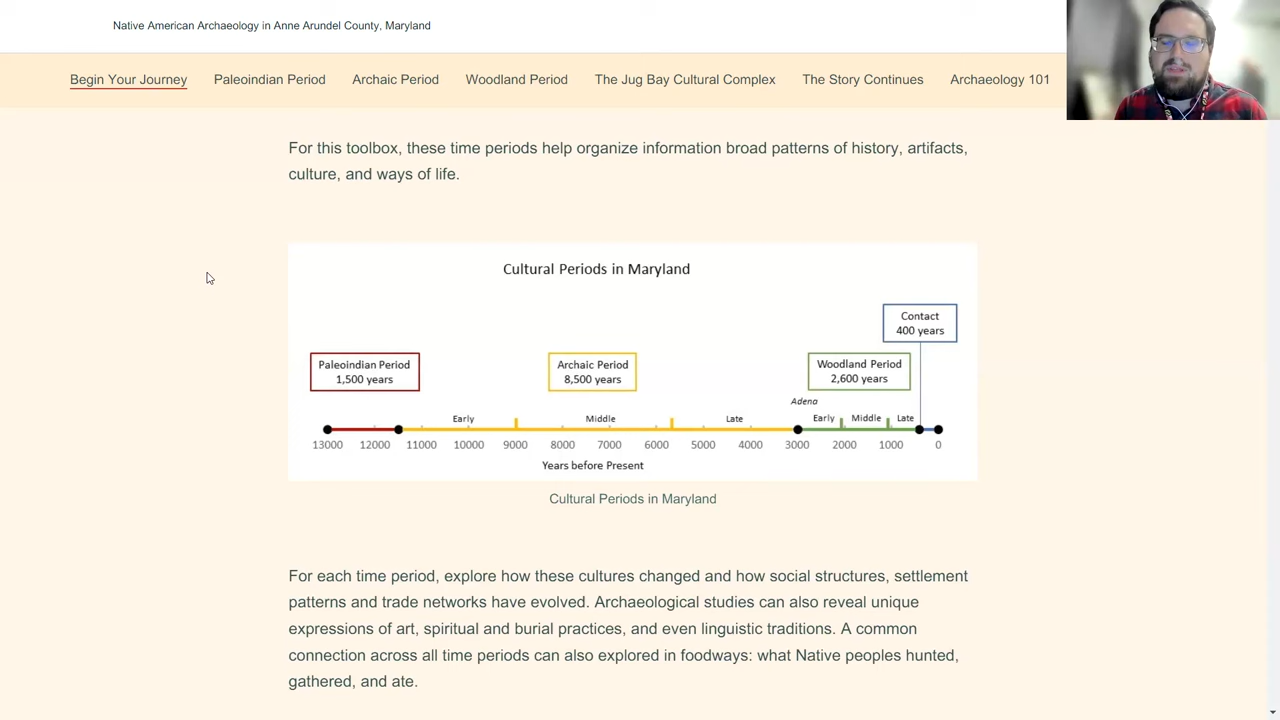 Native American Archaeology in Anne Arundel County, Maryland
Begin Your Journey Paleoindian Period Archaic Period Woodland Period The Jug Bay Cultural Complex The Story Continues Archaeology 101
For this toolbox, these time periods help organize information broad patterns of history, artifacts,
culture, and ways of life.
Cultural Periods in Maryland
Contact
400 years
Paleoindian Period
1,500 years
Archaic Period
8,500 years
Woodland Period
2,600 years
Adena
Early Middle Late Early Middle Late
13000 12000 11000 10000 9000 8000 7000 6000 5000 4000 3000 2000 1000 0
Years before Present
Cultural Periods in Maryland
For each time period, explore how these cultures changed and how social structures, settlement
patterns and trade networks have evolved. Archaeological studies can also reveal unique
expressions of art, spiritual and burial practices, and even linguistic traditions. A common
connection across all time periods can also explored in foodways: what Native peoples hunted,
gathered, and ate.